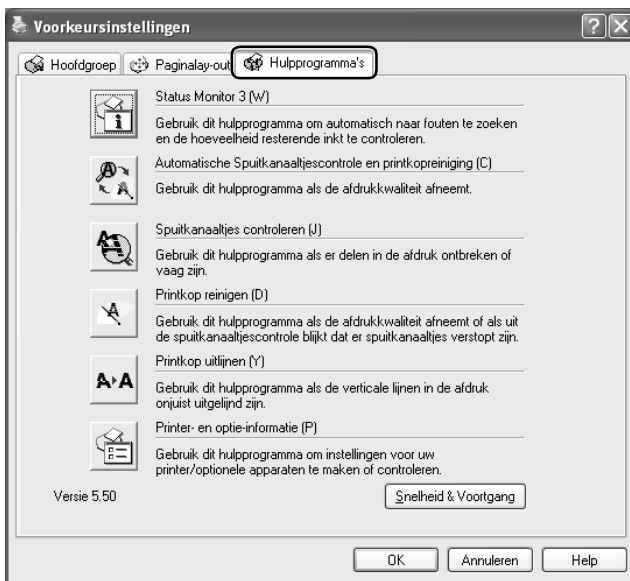 Voorkeursinstellingen
Hoofdgroep
Paginalay-out
Hulpprogramma's
Status Monitor 3 (W)
Gebruik dit hulpprogramma om automatisch naar fouten te zoeken
en de hoeveelheid resterende inkt te controleren.
Automatische Spuitkanaaltjescontrole en printkopreiniging (C)
Gebruik dit hulpprogramma als de afdrukkwaliteit afneemt.
Spuitkanaaltjes controleren (J)
Gebruik dit hulpprogramma als er delen in de afdruk ontbreken of
vaag zijn.
Printkop reinigen (D)
Gebruik dit hulpprogramma als de afdrukkwaliteit afneemt of als uit
de spuitkanaaltjescontrole blijkt dat er spuitkanaaltjes verstopt zijn.
Printkop uitlijnen (Y)
Gebruik dit hulpprogramma als de verticale lijnen in de afdruk
onjuist uitgelijnd zijn.
Printer- en optie-informatie (P)
Gebruik dit hulpprogramma om instellingen voor uw
printer/optionele apparaten te maken of controleren.
Versie 5.50
Snelheid & Voortgang
OK
Annuleren
Help